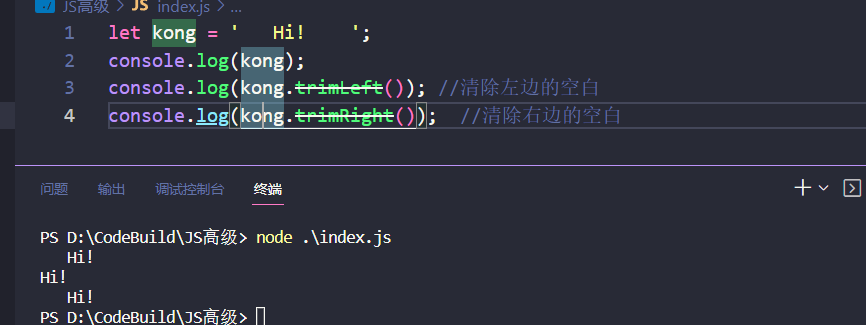 JS高级 > JS index.js > ...
1 let kong = '   Hi!    ';
2 console.log(kong);
3 console.log(kong.trimLeft()); //清除左边的空白
4 console.log(kong.trimRight());  //清除右边的空白
问题 输出 调试控制台 终端
PS D:\CodeBuild\JS高级> node .\index.js
   Hi!
Hi!
   Hi!
PS D:\CodeBuild\JS高级>